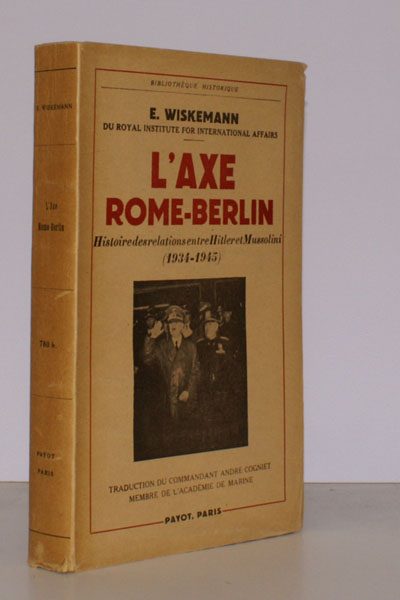 E. WISKEMANN
L'Axe
Rome-Berlin
PAYOT
PARIS
BIBLIOTHÈQUE HISTORIQUE
E. WISKEMANN
DU ROYAL INSTITUTE FOR INTERNATIONAL AFFAIRS
L'AXE
ROME-BERLIN
Histoire des relations entre Hitler et Mussolini
(1934-1945)
TRADUCTION DU COMMANDANT ANDRÉ COGNIET
MEMBRE DE L'ACADÉMIE DE MARINE
PAYOT, PARIS